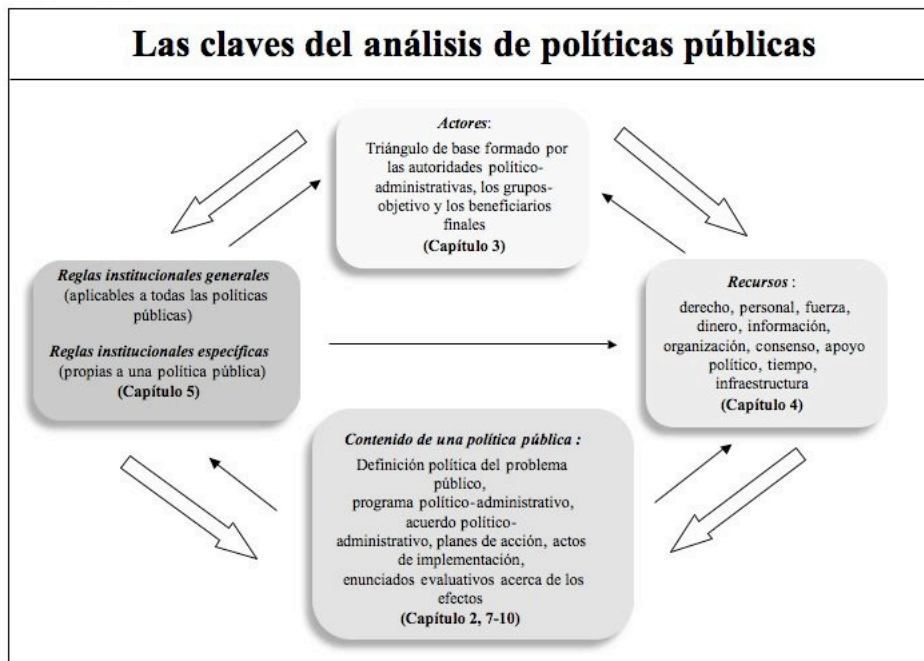 Las claves del análisis de políticas públicas
Actores:
Triángulo de base formado por
las autoridades político-
administrativas, los grupos-
objetivo y los beneficiarios
finales
(Capítulo 3)
Reglas institucionales generales
(aplicables a todas las políticas
públicas)
Reglas institucionales específicas
(propias a una política pública)
(Capítulo 5)
Recursos :
derecho, personal, fuerza,
dinero, información,
organización, consenso, apoyo
político, tiempo,
infraestructura
(Capítulo 4)
Contenido de una política pública :
Definición política del problema
público,
programa político-administrativo,
acuerdo político-
administrativo, planes de acción, actos
de implementación,
enunciados evaluativos acerca de los
efectos
(Capítulo 2, 7-10)